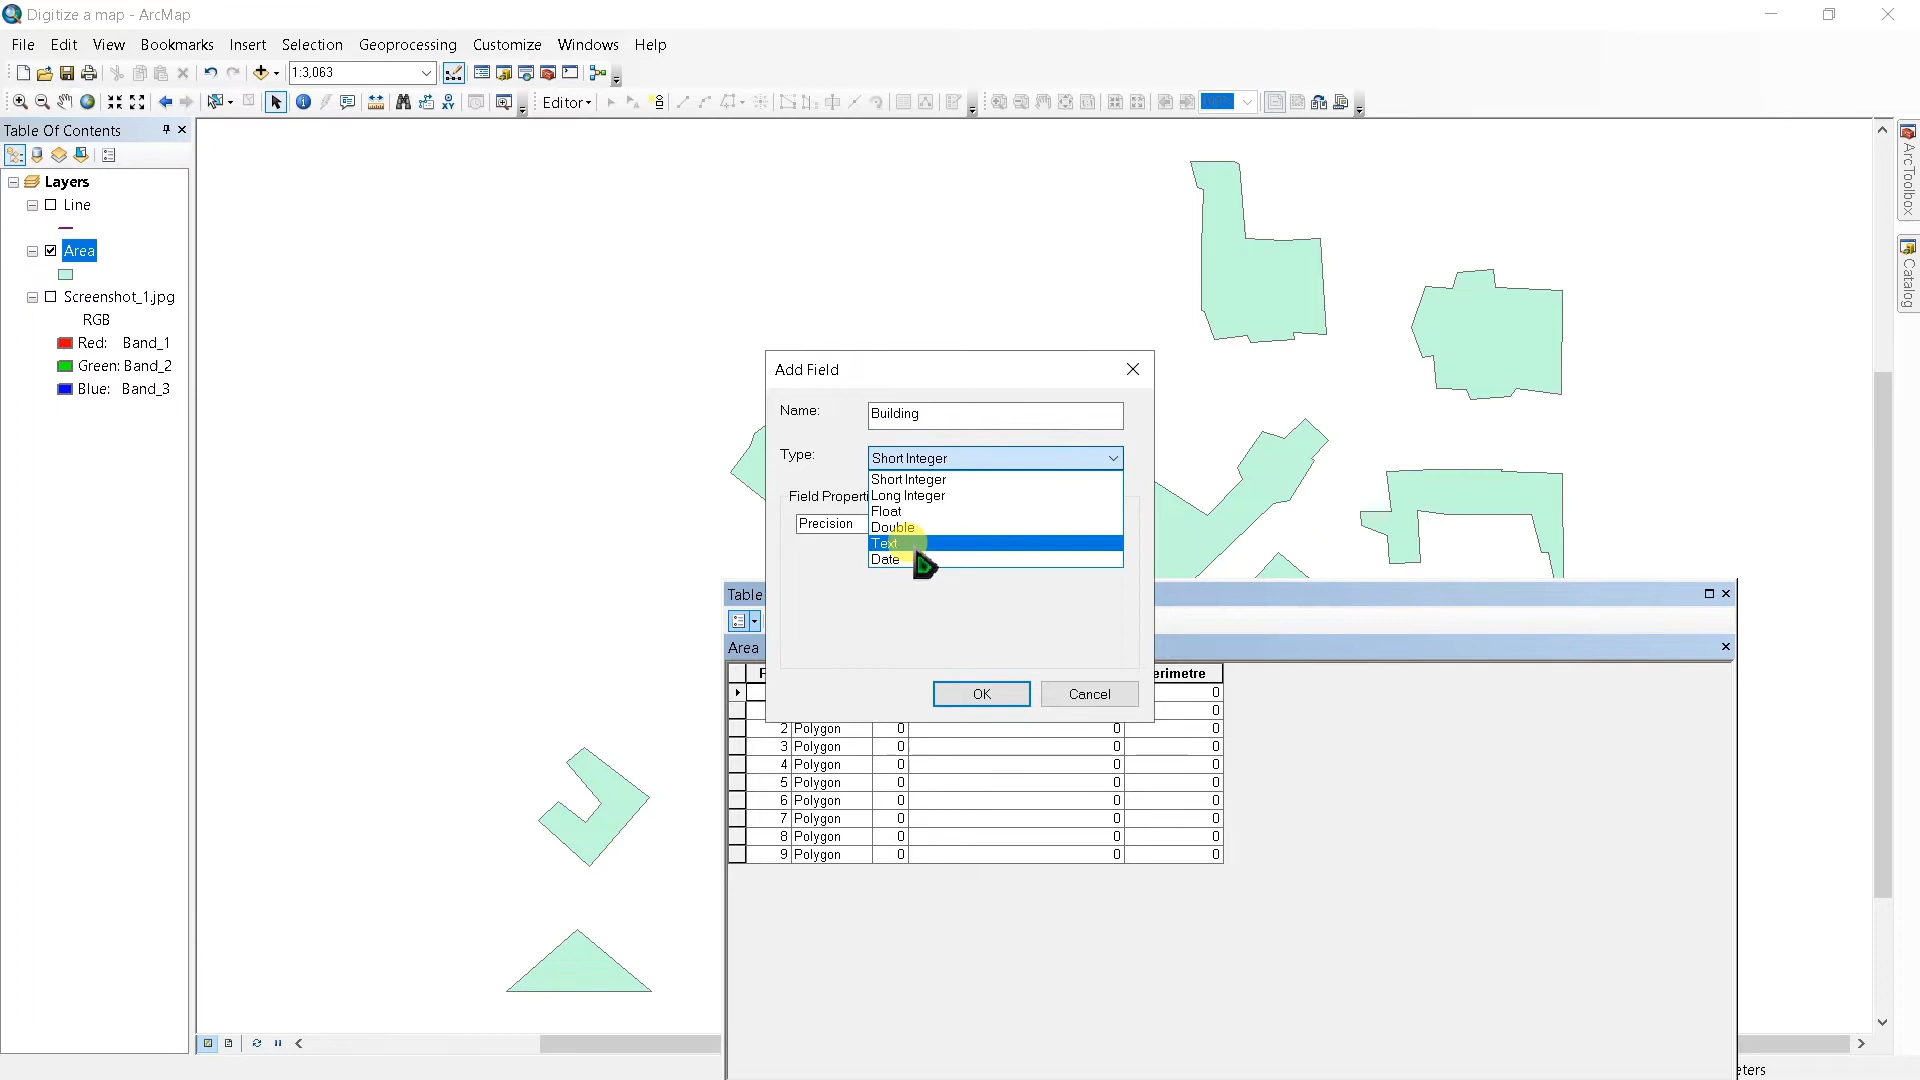 Digitize a map - ArcMap
File Edit View Bookmarks Insert Selection Geoprocessing Customize Windows Help
1:3,063
Editor
100%
Table Of Contents
Layers
Line
Area
Screenshot_1.jpg
RGB
Red: Band_1
Green: Band_2
Blue: Band_3
ArcToolbox
Catalog
Add Field
Name: Building
Type: Short Integer
Short Integer
Long Integer
Float
Double
Text
Date
Field Properti
Precision
OK Cancel
Table
Area
F erimetre
0
0
2 Polygon 0 0 0
3 Polygon 0 0 0
4 Polygon 0 0 0
5 Polygon 0 0 0
6 Polygon 0 0 0
7 Polygon 0 0 0
8 Polygon 0 0 0
9 Polygon 0 0 0
eters